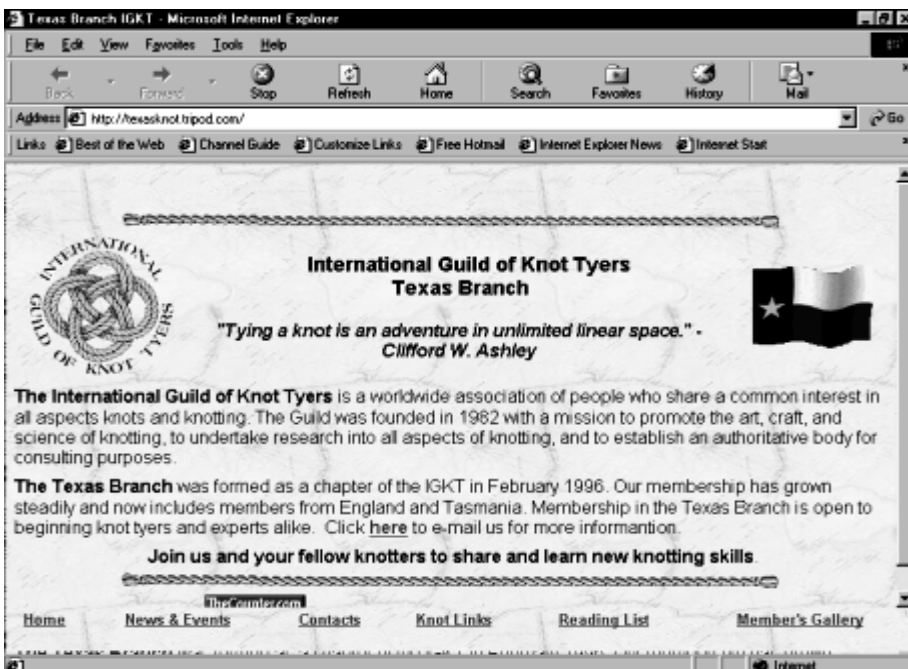 Texas Branch IGKT - Microsoft Internet Explorer
File Edit View Favorites Tools Help
Back Forward Stop Refresh Home Search Favorites History Mail
Address http://texasknot.tripod.com/ Go
Links Best of the Web Channel Guide Customize Links Free Hotmail Internet Explorer News Internet Start
INTERNATIONAL GUILD OF KNOT TYERS
International Guild of Knot Tyers
Texas Branch
"Tying a knot is an adventure in unlimited linear space." -
Clifford W. Ashley
The International Guild of Knot Tyers is a worldwide association of people who share a common interest in
all aspects knots and knotting. The Guild was founded in 1982 with a mission to promote the art, craft, and
science of knotting, to undertake research into all aspects of knotting, and to establish an authoritative body for
consulting purposes.
The Texas Branch was formed as a chapter of the IGKT in February 1996. Our membership has grown
steadily and now includes members from England and Tasmania. Membership in the Texas Branch is open to
beginning knot tyers and experts alike. Click here to e-mail us for more informantion.
Join us and your fellow knotters to share and learn new knotting skills.
TheCounter.com
Home News & Events Contacts Knot Links Reading List Member's Gallery
Internet